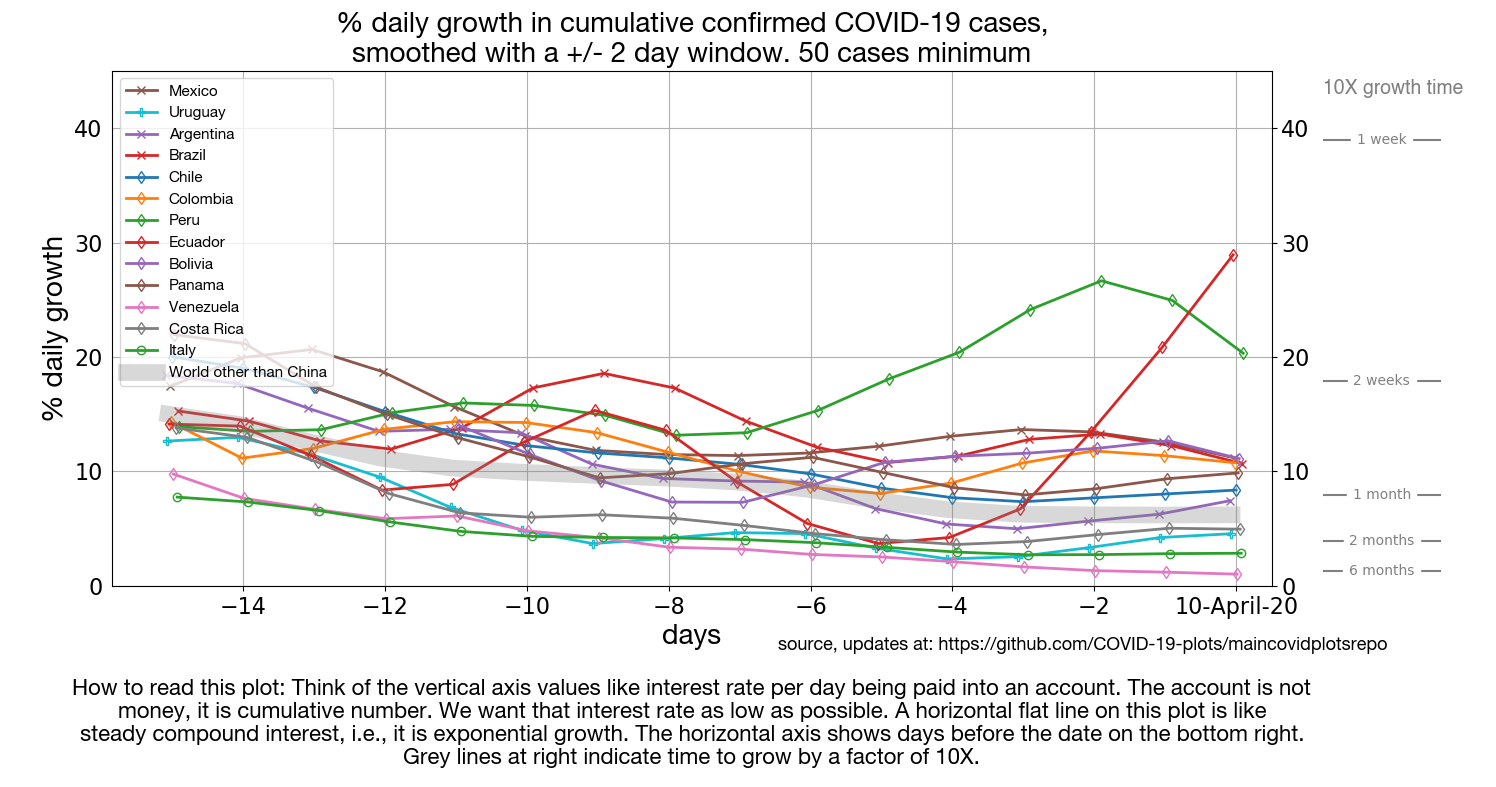 % daily growth in cumulative confirmed COVID-19 cases,
smoothed with a +/- 2 day window. 50 cases minimum
10X growth time
Mexico
Uruguay
Argentina
Brazil
Chile
Colombia
Peru
Ecuador
Bolivia
Panama
Venezuela
Costa Rica
Italy
World other than China
% daily growth
40
30
20
10
0
40
30
20
10
0
1 week
2 weeks
1 month
2 months
6 months
−14
−12
−10
−8
−6
−4
−2
10-April-20
days
source, updates at: https://github.com/COVID-19-plots/maincovidplotsrepo
How to read this plot: Think of the vertical axis values like interest rate per day being paid into an account. The account is not
money, it is cumulative number. We want that interest rate as low as possible. A horizontal flat line on this plot is like
steady compound interest, i.e., it is exponential growth. The horizontal axis shows days before the date on the bottom right.
Grey lines at right indicate time to grow by a factor of 10X.